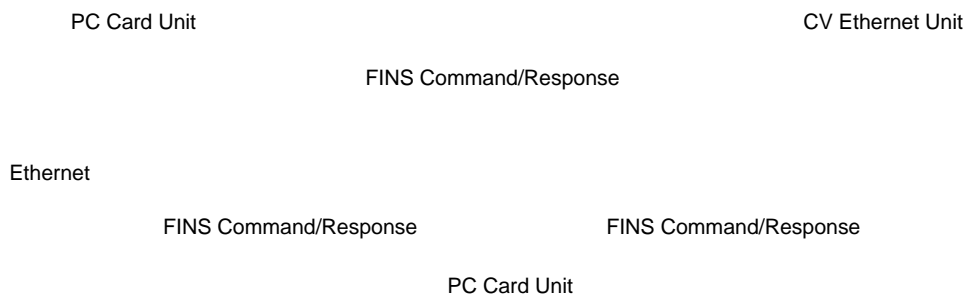 PC Card Unit CV Ethernet Unit
FINS Command/Response
Ethernet
FINS Command/Response FINS Command/Response
PC Card Unit